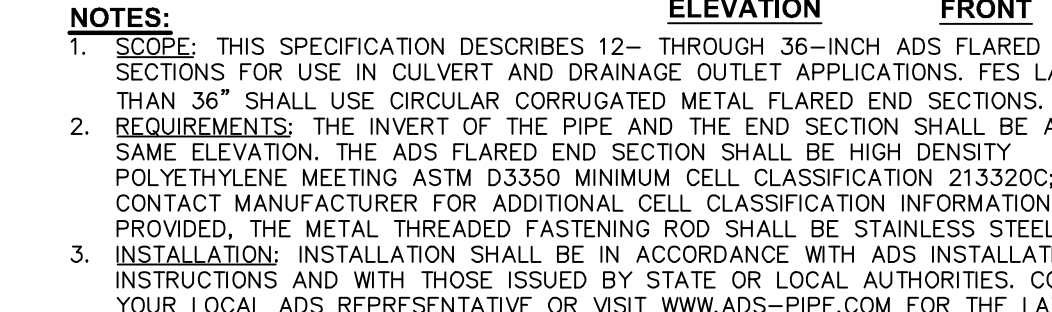 ELEVATION FRONT
NOTES:
1. SCOPE: THIS SPECIFICATION DESCRIBES 12– THROUGH 36–INCH ADS FLARED
SECTIONS FOR USE IN CULVERT AND DRAINAGE OUTLET APPLICATIONS. FES
THAN 36” SHALL USE CIRCULAR CORRUGATED METAL FLARED END SECTIONS.
2. REQUIREMENTS: THE INVERT OF THE PIPE AND THE END SECTION SHALL BE
SAME ELEVATION. THE ADS FLARED END SECTION SHALL BE HIGH DENSITY
POLYETHYLENE MEETING ASTM D3350 MINIMUM CELL CLASSIFICATION 213320C;
CONTACT MANUFACTURER FOR ADDITIONAL CELL CLASSIFICATION INFORMATION
PROVIDED, THE METAL THREADED FASTENING ROD SHALL BE STAINLESS STEEL
3. INSTALLATION: INSTALLATION SHALL BE IN ACCORDANCE WITH ADS
INSTRUCTIONS AND WITH THOSE ISSUED BY STATE OR LOCAL AUTHORITIES.
YOUR LOCAL ADS REPRESENTATIVE OR VISIT WWW.ADS–PIPE.COM FOR THE